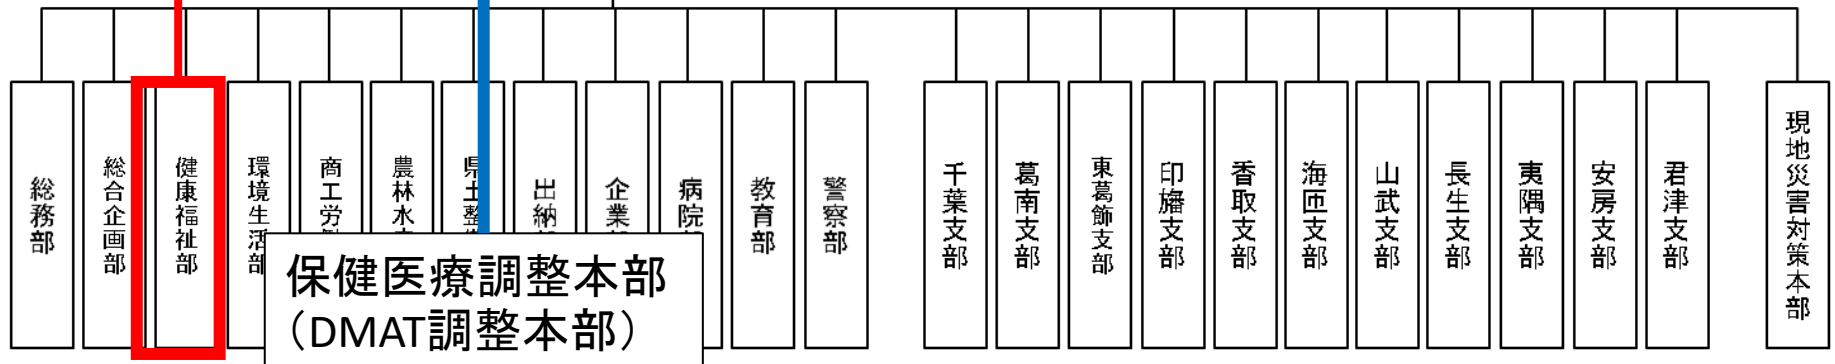 総務部
総合企画部
健康福祉部
環境生活部
商工労
農林水
県土整
出納
企業
病院
教育部
警察部
千葉支部
葛南支部
東葛飾支部
印旛支部
香取支部
海匝支部
山武支部
長生支部
夷隅支部
安房支部
君津支部
現地災害対策本部
保健医療調整本部
（DMAT調整本部）